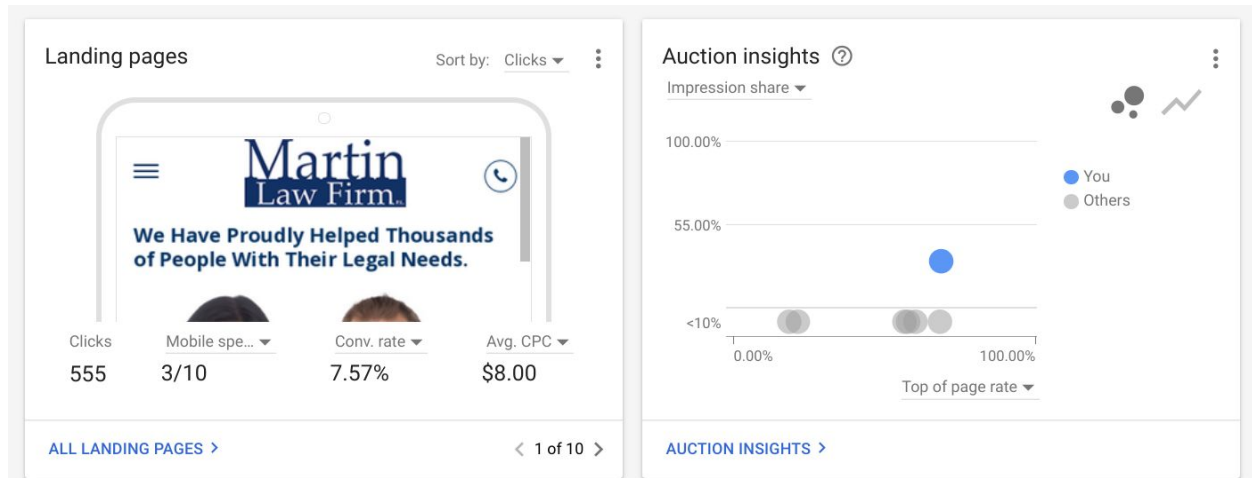 Landing pages
Sort by: Clicks
Martin
Law Firm
We Have Proudly Helped Thousands
of People With Their Legal Needs.
Clicks Mobile spe... Conv. rate Avg. CPC
555 3/10 7.57% $8.00
ALL LANDING PAGES
1 of 10
Auction insights ?
Impression share
100.00%
55.00%
<10%
0.00% 100.00%
Top of page rate
You
Others
AUCTION INSIGHTS